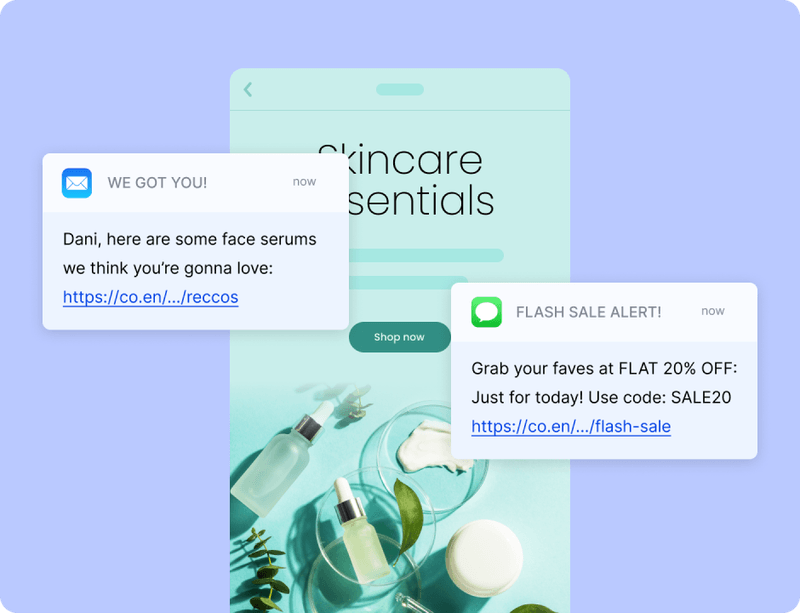 Skincare
sentials
WE GOT YOU!
now
Dani, here are some face serums
we think you’re gonna love:
https://co.en/.../reccos
Shop now
FLASH SALE ALERT!
now
Grab your faves at FLAT 20% OFF:
Just for today! Use code: SALE20
https://co.en/.../flash-sale